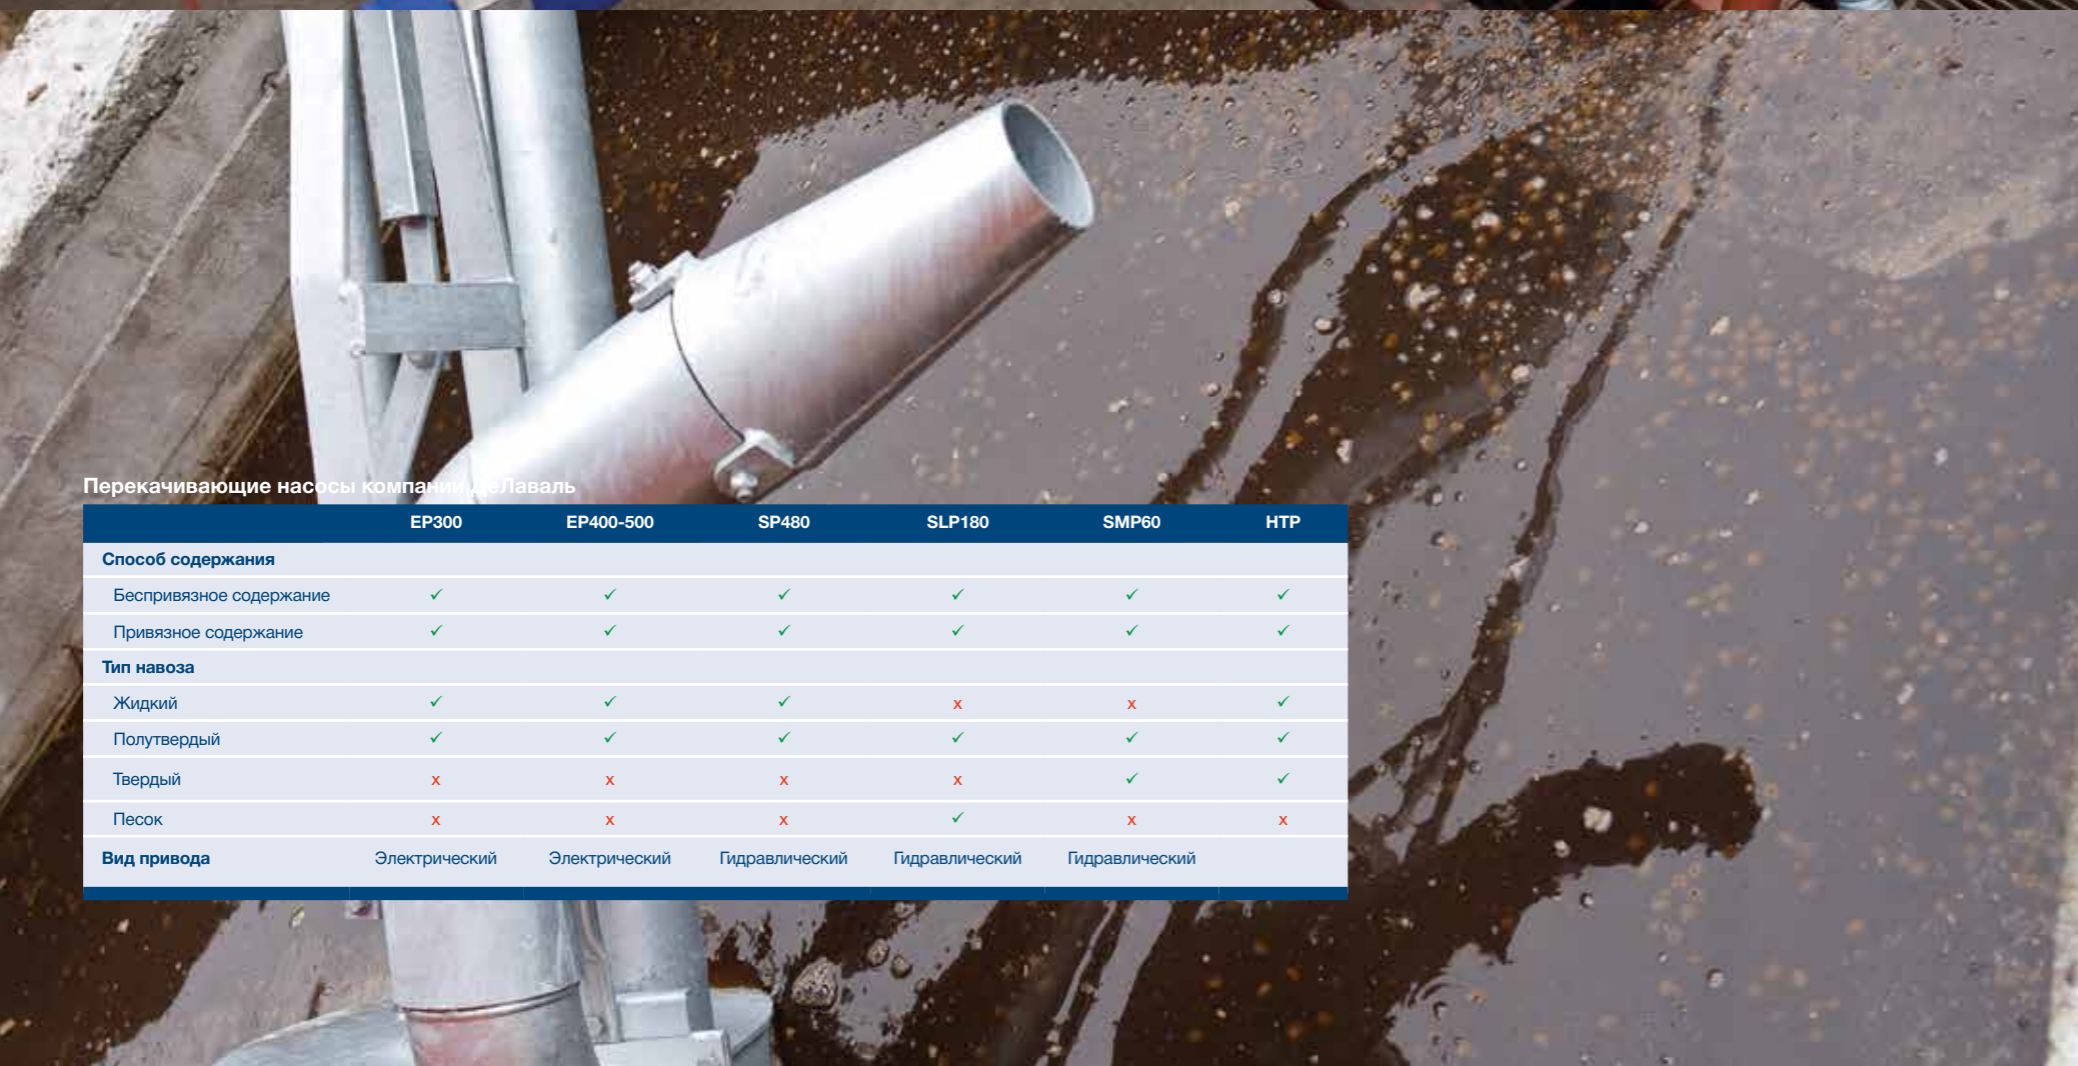 Перекачивающие насосы компании ДеЛаваль
EP300 EP400-500 SP480 SLP180 SMP60 HTP
Способ содержания
Беспривязное содержание ✓ ✓ ✓ ✓ ✓ ✓
Привязное содержание ✓ ✓ ✓ ✓ ✓ ✓
Тип навоза
Жидкий ✓ ✓ ✓ x x ✓
Полутвердый ✓ ✓ ✓ ✓ ✓ ✓
Твердый x x x x ✓ ✓
Песок x x x ✓ x x
Вид привода Электрический Электрический Гидравлический Гидравлический Гидравлический